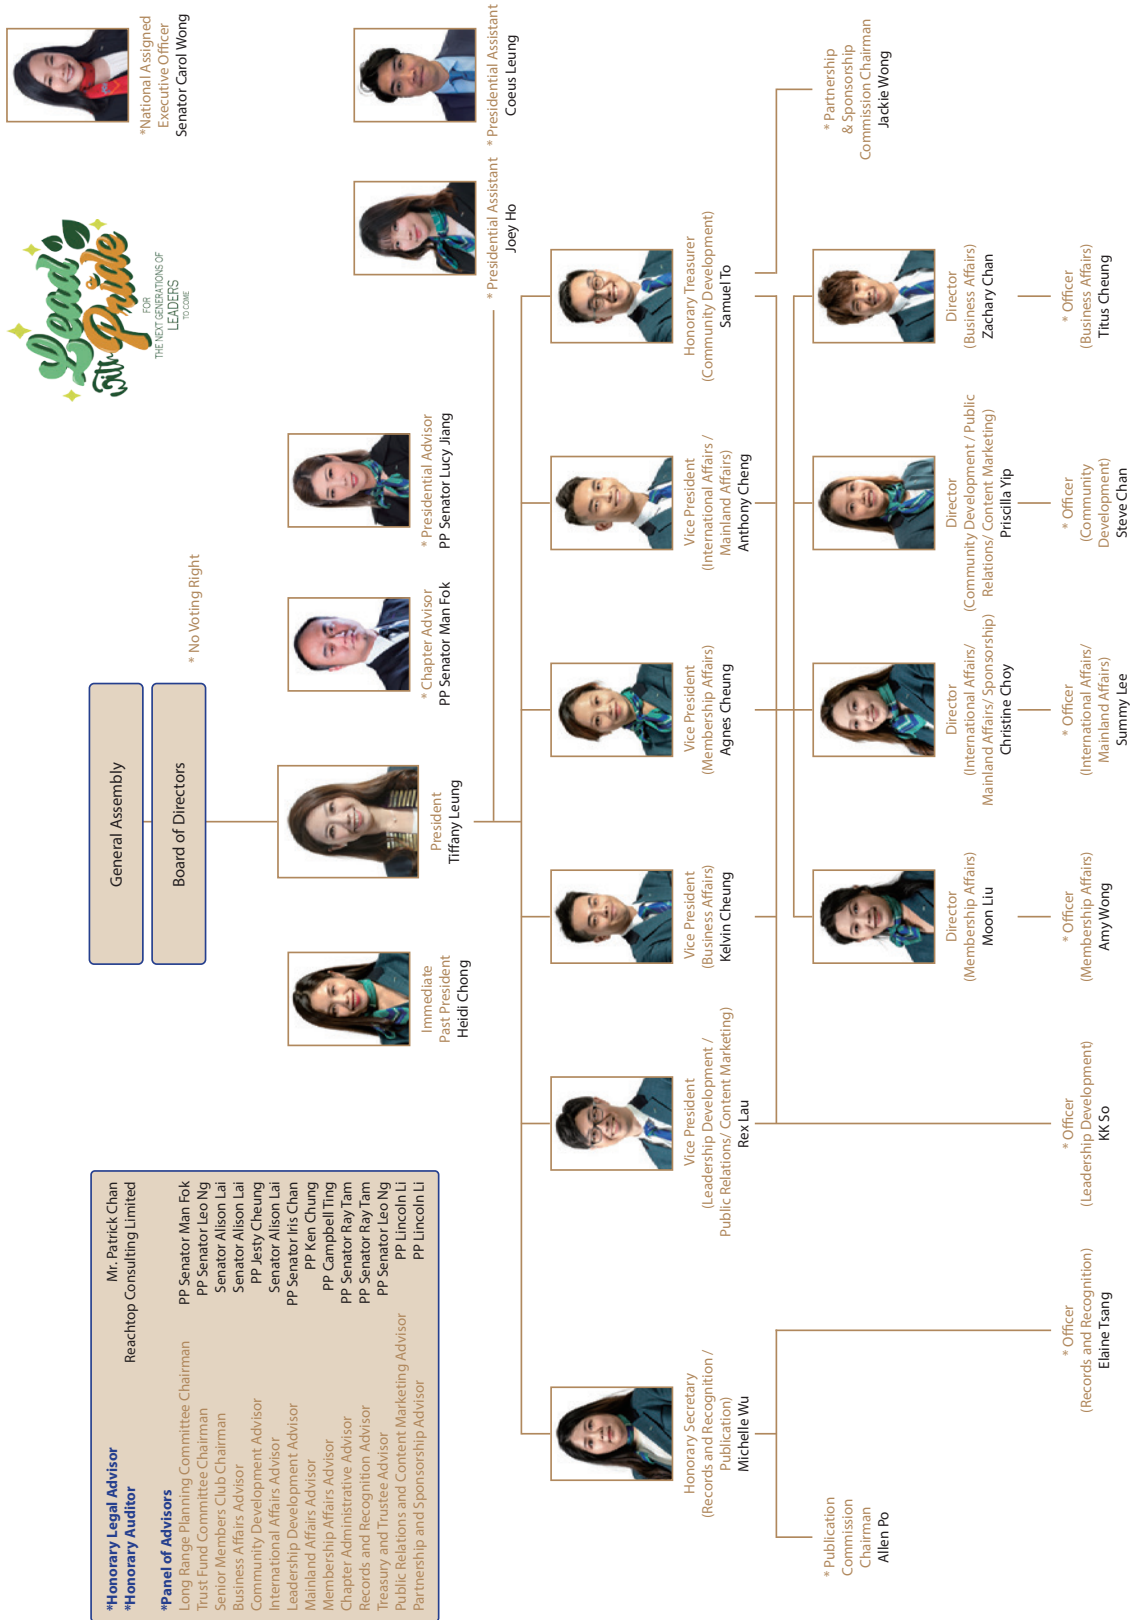 *Honorary Legal Advisor Mr. Patrick Chan
*Honorary Auditor Reachtop Consulting Limited
*Panel of Advisors
Long Range Planning Committee Chairman PP Senator Man Fok
Trust Fund Committee Chairman PP Senator Leo Ng
Senior Members Club Chairman Senator Alison Lai
Business Affairs Advisor Senator Alison Lai
Community Development Advisor PP Jesty Cheung
International Affairs Advisor Senator Alison Lai
Leadership Development Advisor PP Senator Iris Chan
Mainland Affairs Advisor PP Ken Chung
Membership Affairs Advisor PP Campbell Ting
Chapter Administrative Advisor PP Senator Ray Tam
Records and Recognition Advisor PP Senator Ray Tam
Treasury and Trustee Advisor PP Senator Leo Ng
Public Relations and Content Marketing Advisor PP Lincoln Li
Partnership and Sponsorship Advisor PP Lincoln Li
General Assembly
Board of Directors
* No Voting Right
Lead
with Pride
FOR
THE NEXT GENERATIONS OF
LEADERS
TO COME
*National Assigned
Executive Officer
Senator Carol Wong
Immediate
Past President
Heidi Chong
President
Tiffany Leung
* Chapter Advisor
PP Senator Man Fok
* Presidential Advisor
PP Senator Lucy Jiang
* Presidential Assistant
Joey Ho
* Presidential Assistant
Coeus Leung
Honorary Secretary
(Records and Recognition /
Publication)
Michelle Wu
Vice President
(Leadership Development /
Public Relations/ Content Marketing)
Rex Lau
Vice President
(Business Affairs)
Kelvin Cheung
Vice President
(Membership Affairs)
Agnes Cheung
Vice President
(International Affairs /
Mainland Affairs)
Anthony Cheng
Honorary Treasurer
(Community Development)
Samuel To
* Publication
Commission
Chairman
Allen Po
Director
(Membership Affairs)
Moon Liu
Director
(International Affairs/
Mainland Affairs/ Sponsorship)
Christine Choy
Director
(Community Development / Public
Relations/ Content Marketing)
Priscilla Yip
Director
(Business Affairs)
Zachary Chan
* Partnership
& Sponsorship
Commission Chairman
Jackie Wong
* Officer
(Records and Recognition)
Elaine Tsang
* Officer
(Leadership Development)
KK So
* Officer
(Membership Affairs)
Amy Wong
* Officer
(International Affairs/
Mainland Affairs)
Summy Lee
* Officer
(Community
Development)
Steve Chan
* Officer
(Business Affairs)
Titus Cheung